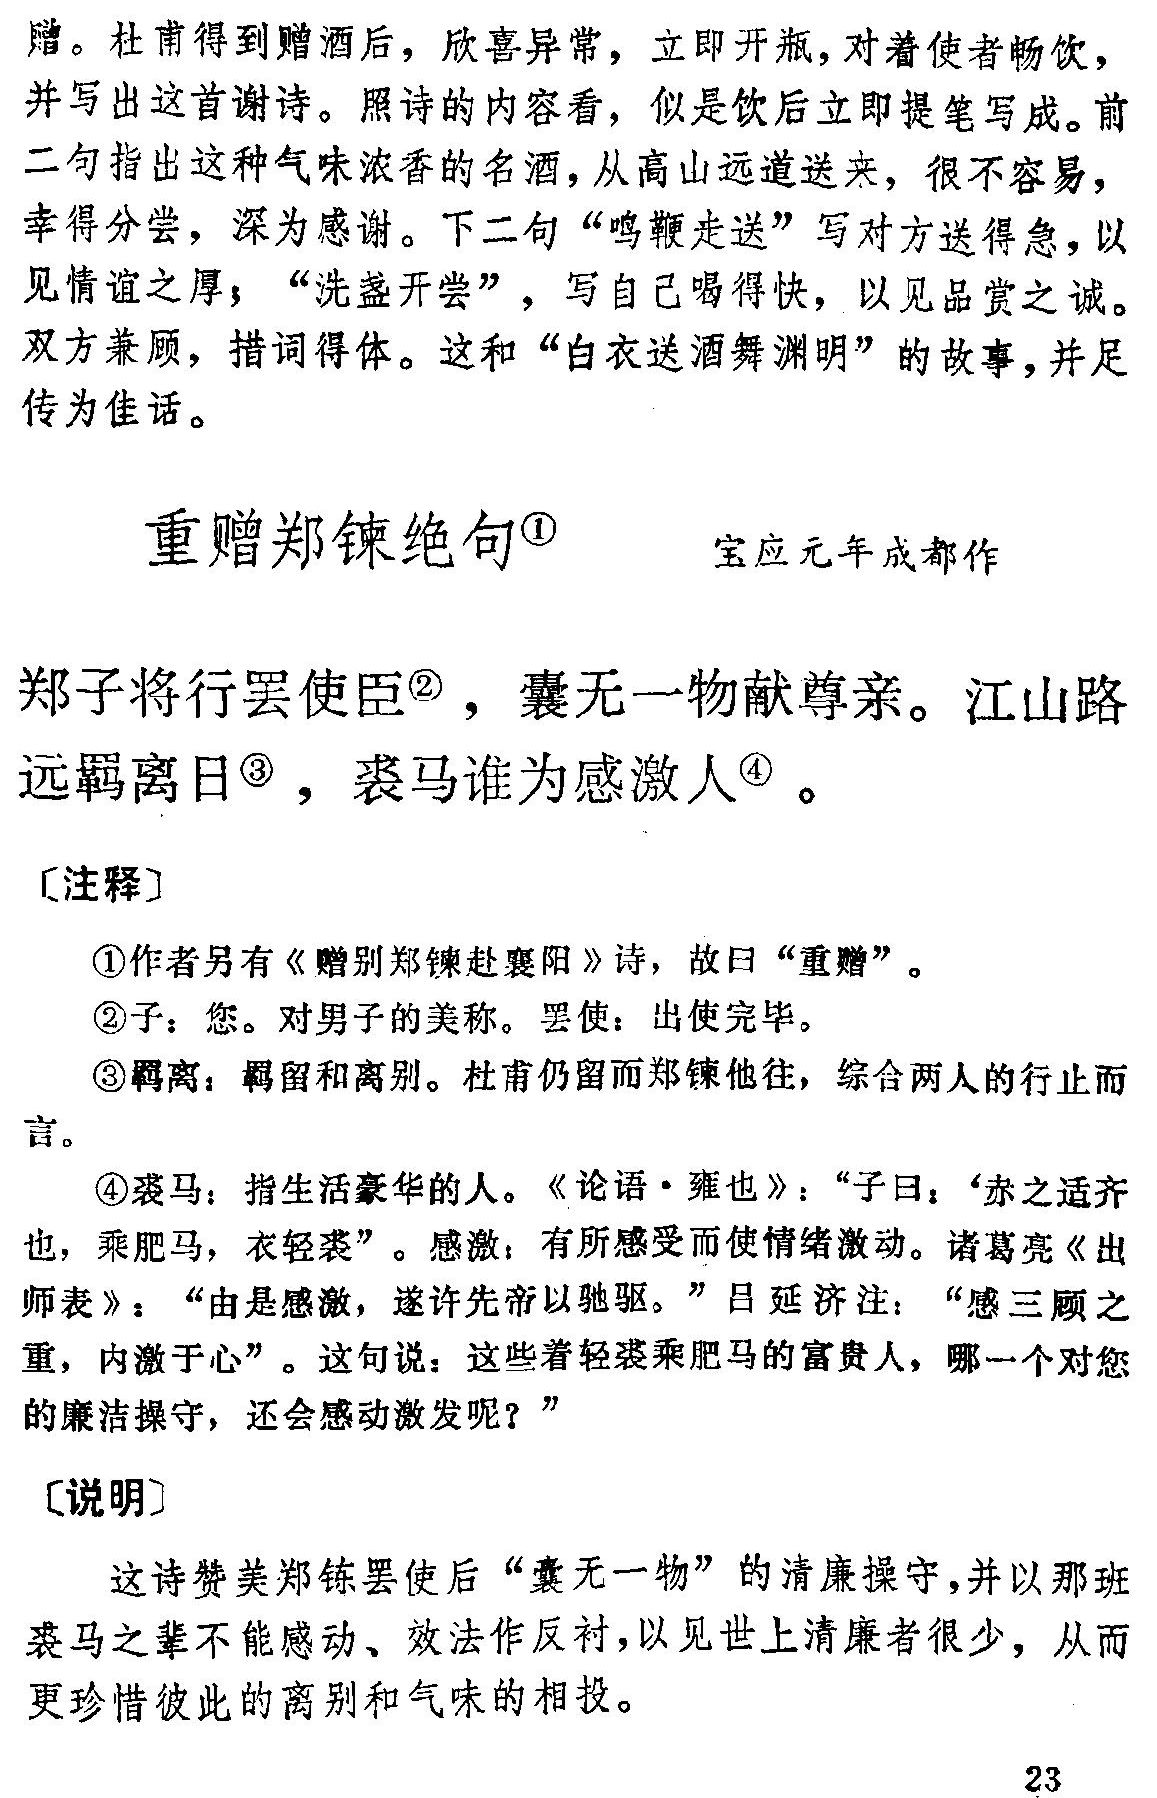 赠。杜甫得到赠酒后，欣喜异常，立即开瓶，对着使者畅饮，
并写出这首谢诗。照诗的内容看，似是饮后立即提笔写成。前
二句指出这种气味浓香的名酒，从高山远道送来，很不容易，
幸得分尝，深为感谢。下二句“鸣鞭走送”写对方送得急，以
见情谊之厚；“洗盏开尝”，写自己喝得快，以见品赏之诚。
双方兼顾，措词得体。这和“白衣送酒舞渊明”的故事，并足
传为佳话。
重赠郑鍊绝句① 宝应元年成都作
郑子将行罢使臣②，囊无一物献尊亲。江山路
远羁离日③，裘马谁为感激人④。
〔注释〕
①作者另有《赠别郑鍊赴襄阳》诗，故曰“重赠”。
②子：您。对男子的美称。罢使：出使完毕。
③羁离：羁留和离别。杜甫仍留而郑鍊他往，综合两人的行止而
言。
④裘马：指生活豪华的人。《论语·雍也》：“子曰：‘赤之适齐
也，乘肥马，衣轻裘”。感激：有所感受而使情绪激动。诸葛亮《出
师表》：“由是感激，遂许先帝以驰驱。”吕延济注：“感三顾之
重，内激于心”。这句说：这些着轻裘乘肥马的富贵人，哪一个对您
的廉洁操守，还会感动激发呢？”
〔说明〕
这诗赞美郑练罢使后“囊无一物”的清廉操守，并以那班
裘马之辈不能感动、效法作反衬，以见世上清廉者很少，从而
更珍惜彼此的离别和气味的相投。
23